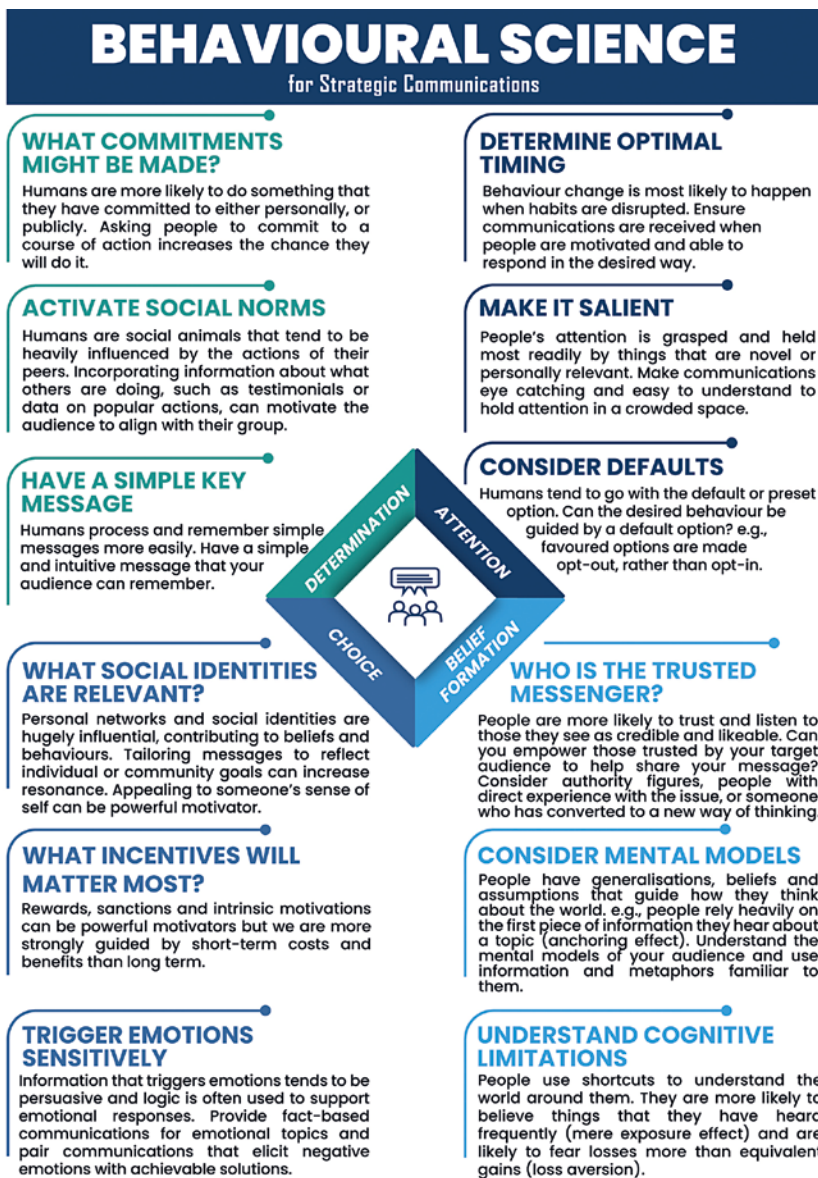 BEHAVIOURAL SCIENCE
for Strategic Communications
WHAT COMMITMENTS
MIGHT BE MADE?
Humans are more likely to do something that
they have committed to either personally, or
publicly. Asking people to commit to a
course of action increases the chance they
will do it.
ACTIVATE SOCIAL NORMS
Humans are social animals that tend to be
heavily influenced by the actions of their
peers. Incorporating information about what
others are doing, such as testimonials or
data on popular actions, can motivate the
audience to align with their group.
HAVE A SIMPLE KEY
MESSAGE
Humans process and remember simple
messages more easily. Have a simple
and intuitive message that your
audience can remember.
DETERMINE OPTIMAL
TIMING
Behaviour change is most likely to happen
when habits are disrupted. Ensure
communications are received when
people are motivated and able to
respond in the desired way.
MAKE IT SALIENT
People's attention is grasped and held
most readily by things that are novel or
personally relevant. Make communications
eye catching and easy to understand to
hold attention in a crowded space.
CONSIDER DEFAULTS
Humans tend to go with the default or preset
option. Can the desired behaviour be
guided by a default option? e.g.,
favoured options are made
opt-out, rather than opt-in.
DETERMINATION
ATTENTION
CHOICE
BELIEF
FORMATION
WHAT SOCIAL IDENTITIES
ARE RELEVANT?
Personal networks and social identities are
hugely influential, contributing to beliefs and
behaviours. Tailoring messages to reflect
individual or community goals can increase
resonance. Appealing to someone's sense of
self can be powerful motivator.
WHAT INCENTIVES WILL
MATTER MOST?
Rewards, sanctions and intrinsic motivations
can be powerful motivators but we are more
strongly guided by short-term costs and
benefits than long term.
TRIGGER EMOTIONS
SENSITIVELY
Information that triggers emotions tends to be
persuasive and logic is often used to support
emotional responses. Provide fact-based
communications for emotional topics and
pair communications that elicit negative
emotions with achievable solutions.
WHO IS THE TRUSTED
MESSENGER?
People are more likely to trust and listen to
those they see as credible and likeable. Can
you empower those trusted by your target
audience to help share your message?
Consider authority figures, people with
direct experience with the issue, or someone
who has converted to a new way of thinking.
CONSIDER MENTAL MODELS
People have generalisations, beliefs and
assumptions that guide how they think
about the world. e.g., people rely heavily on
the first piece of information they hear about
a topic (anchoring effect). Understand the
mental models of your audience and use
information and metaphors familiar to
them.
UNDERSTAND COGNITIVE
LIMITATIONS
People use shortcuts to understand the
world around them. They are more likely to
believe things that they have heard
frequently (mere exposure effect) and are
likely to fear losses more than equivalent
gains (loss aversion).